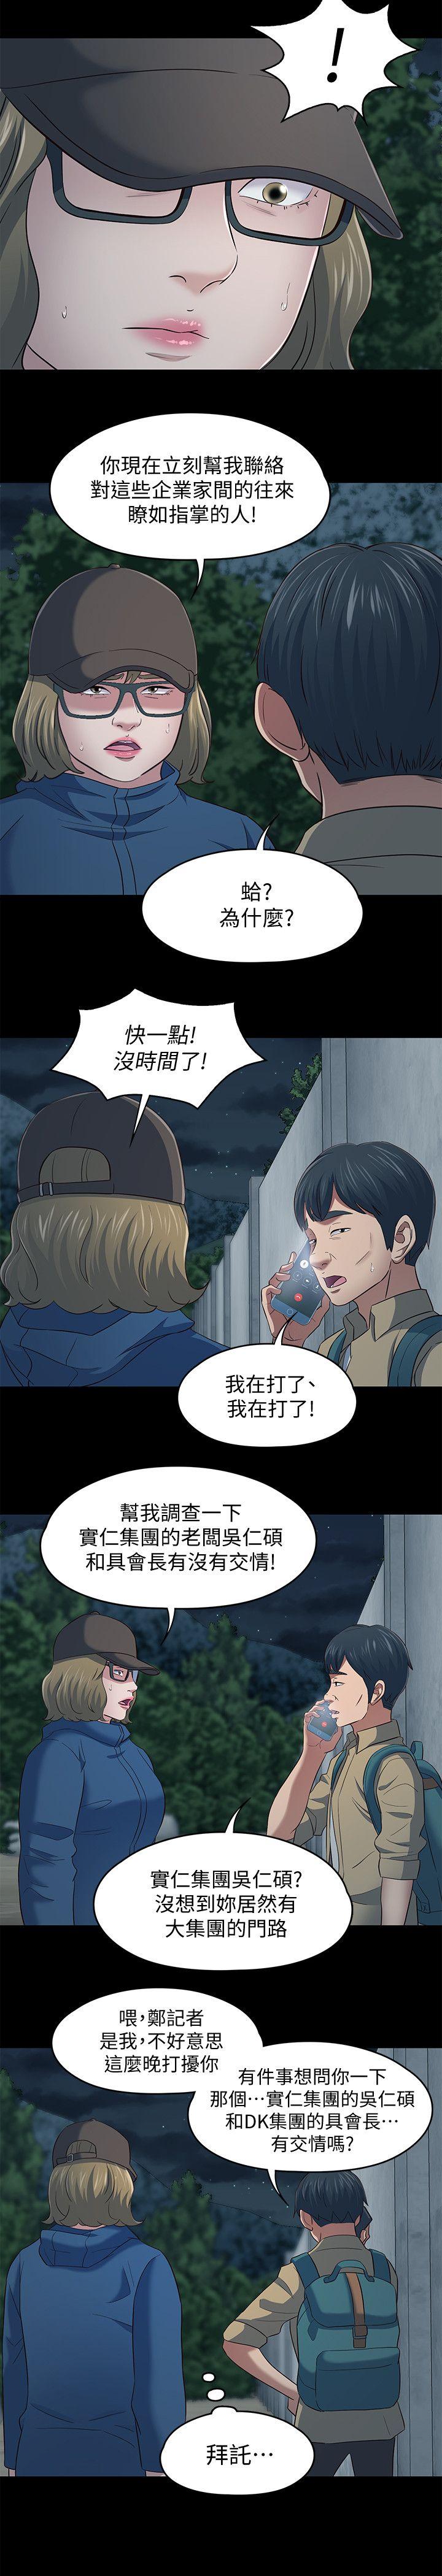 !
你現在立刻幫我聯絡
對這些企業家間的往來
瞭如指掌的人!
蛤?
為什麼?
快一點!
沒時間了!
我在打了、
我在打了!
幫我調查一下
實仁集團的老闆吳仁碩
和具會長有沒有交情!
實仁集團吳仁碩?
沒想到妳居然有
大集團的門路
喂,鄭記者
是我,不好意思
這麼晚打擾你
有件事想問你一下
那個⋯實仁集團的吳仁碩
和DK集團的具會長⋯
有交情嗎?
拜託⋯